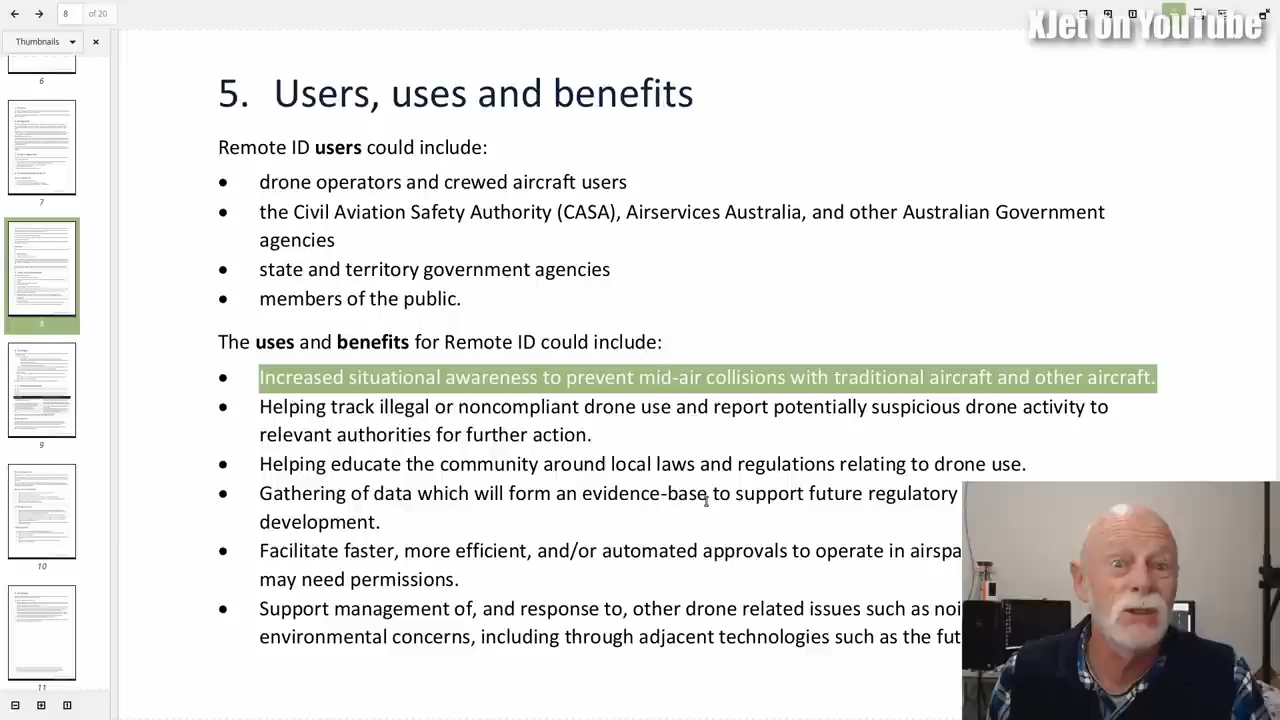 8 of 20
XJet on YouTube
Thumbnails
6
7
8
9
10
11
5. Users, uses and benefits
Remote ID users could include:
• drone operators and crewed aircraft users
• the Civil Aviation Safety Authority (CASA), Airservices Australia, and other Australian Government
agencies
• state and territory government agencies
• members of the public.
The uses and benefits for Remote ID could include:
• Increased situational awareness to prevent mid-air collisions with traditional aircraft and other aircraft.
• Helping track illegal or noncompliant drone use and report potentially suspicious drone activity to
relevant authorities for further action.
• Helping educate the community around local laws and regulations relating to drone use.
• Gathering of data which will form an evidence-base to support future regulatory
development.
• Facilitate faster, more efficient, and/or automated approvals to operate in airspa
may need permissions.
• Support management of, and response to, other drone related issues such as noi
environmental concerns, including through adjacent technologies such as the fut